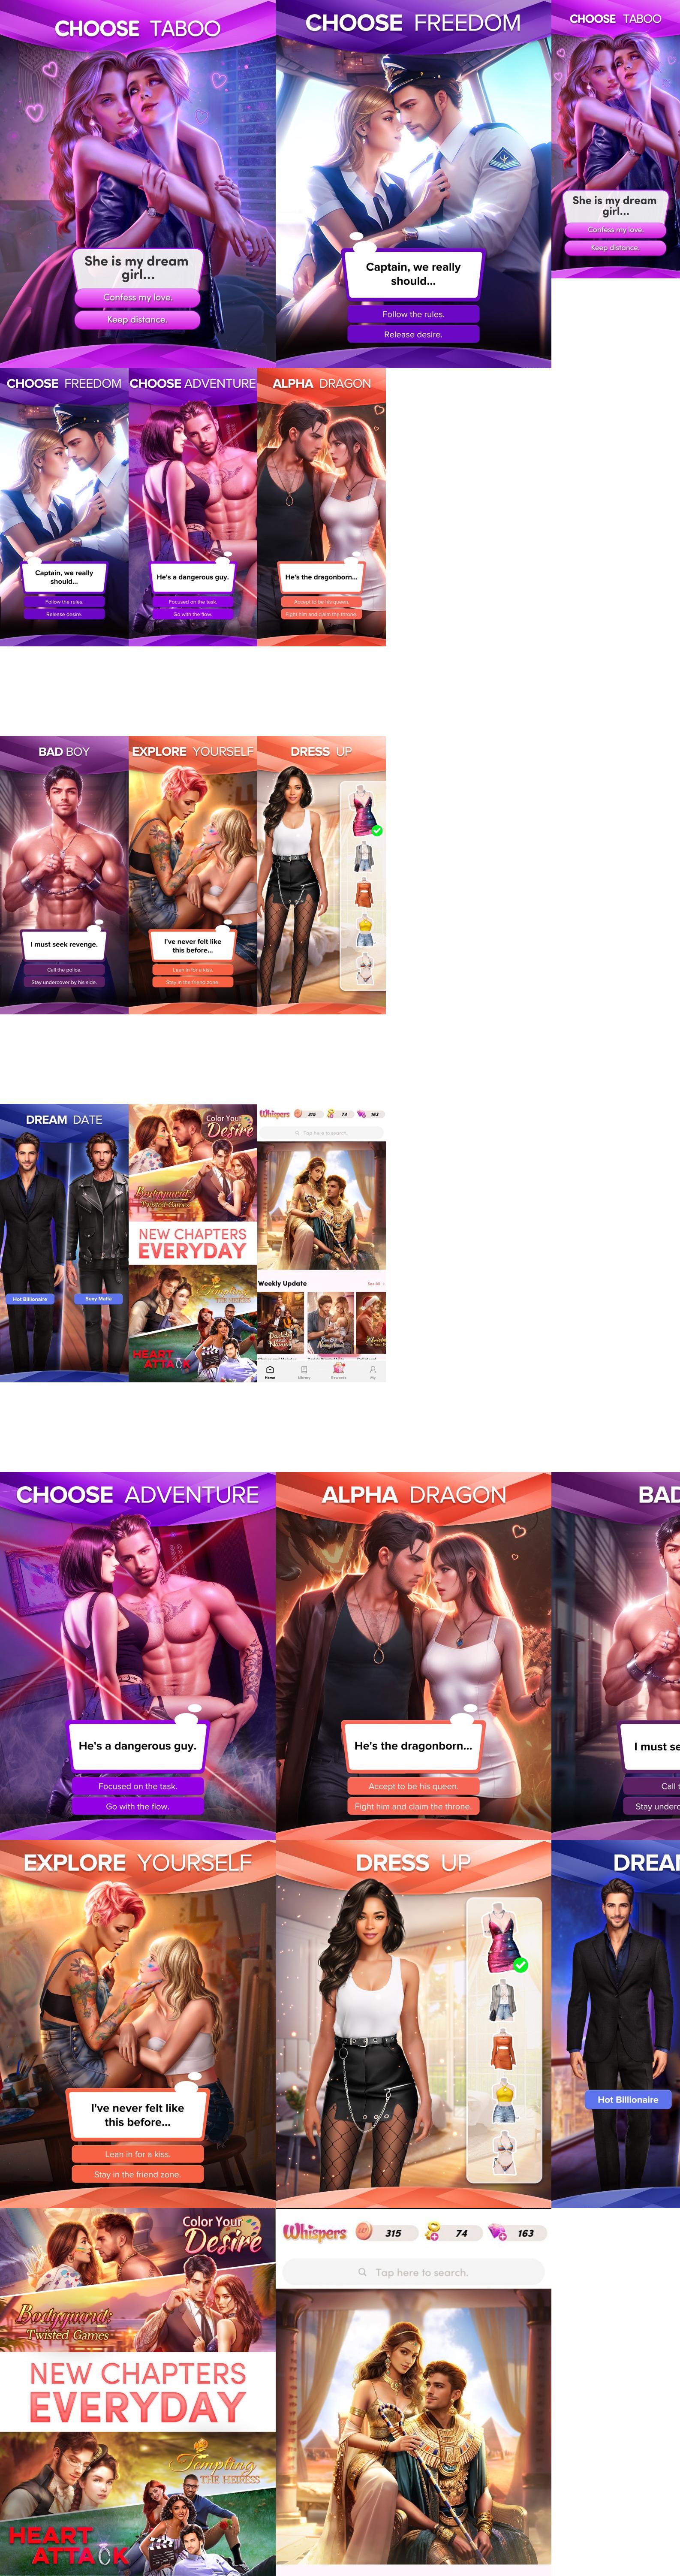 CHOOSE TABOO
She is my dream
girl...
Confess my love.
Keep distance.
CHOOSE FREEDOM
Captain, we really
should...
Follow the rules.
Release desire.
CHOOSE TABOO
She is my dream
girl...
Confess my love.
Keep distance.
CHOOSE FREEDOM
Captain, we really
should...
Follow the rules.
Release desire.
CHOOSE ADVENTURE
He's a dangerous guy.
Focused on the task.
Go with the flow.
ALPHA DRAGON
He's the dragonborn...
Accept to be his queen.
Fight him and claim the throne.
BAD BOY
I must seek revenge.
Call the police.
Stay undercover by his side.
EXPLORE YOURSELF
I've never felt like
this before...
Lean in for a kiss.
Stay in the friend zone.
DRESS UP
DREAM DATE
Hot Billionaire
Sexy Mafia
Color Your
Desire
Bodyguard:
Twisted Games
NEW CHAPTERS
EVERYDAY
Tempting
THE HEIRESS
HEART
ATTACK
Whispers
315
74
163
Tap here to search.
Weekly Update
See All
Home
Library
Rewards
My
CHOOSE ADVENTURE
He's a dangerous guy.
Focused on the task.
Go with the flow.
ALPHA DRAGON
He's the dragonborn...
Accept to be his queen.
Fight him and claim the throne.
BAD
I must se
Call t
Stay underc
EXPLORE YOURSELF
I've never felt like
this before...
Lean in for a kiss.
Stay in the friend zone.
DRESS UP
DREAM
Hot Billionaire
Color Your
Desire
Bodyguard:
Twisted Games
NEW CHAPTERS
EVERYDAY
Tempting
THE HEIRESS
HEART
ATTACK
Whispers
315
74
163
Tap here to search.